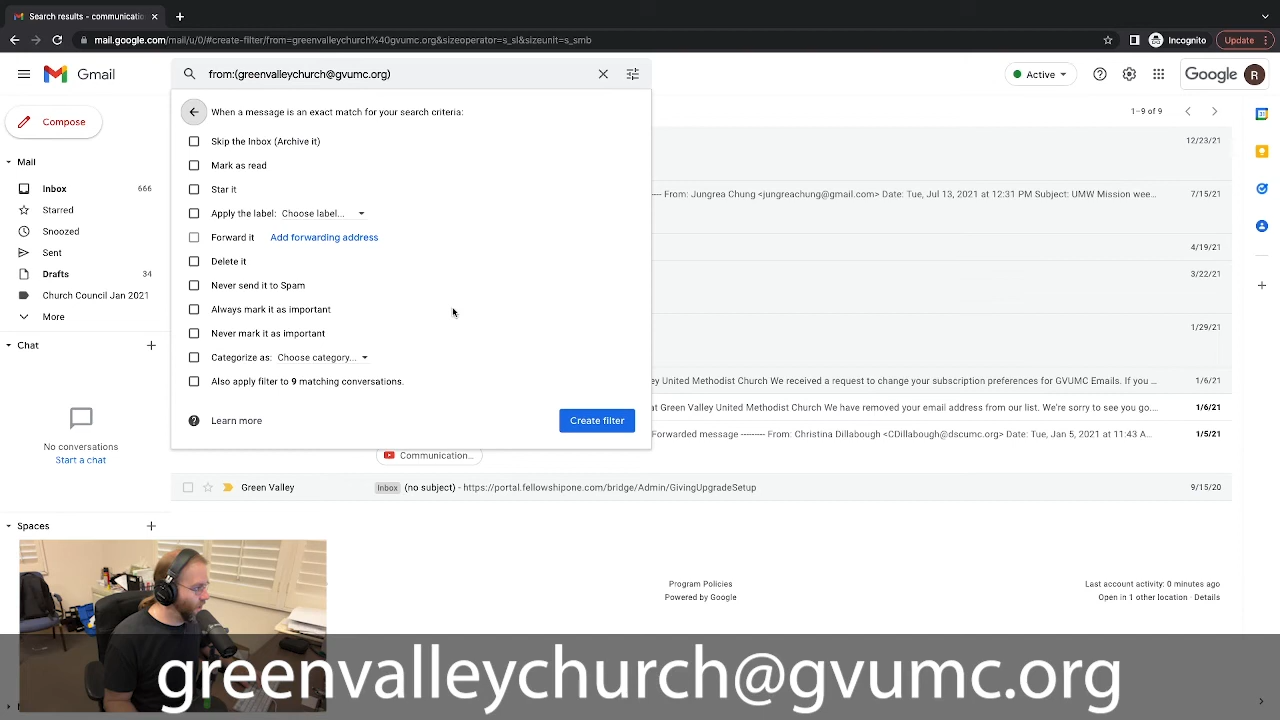 Search results - communicatio
mail.google.com/mail/u/0/#create-filter/from=greenvalleychurch%40gvumc.org&sizeoperator=s_sl&sizeunit=s_smb
Incognito
Update
Gmail
from:(greenvalleychurch@gvumc.org)
Active
Google
R
Compose
When a message is an exact match for your search criteria:
1–9 of 9
Skip the Inbox (Archive it)
12/23/21
Mail
Mark as read
Inbox 666
Star it
-- From: Jungrea Chung <jungreachung@gmail.com> Date: Tue, Jul 13, 2021 at 12:31 PM Subject: UMW Mission wee...
7/15/21
Starred
Apply the label: Choose label...
Snoozed
Forward it Add forwarding address
4/19/21
Sent
Delete it
Drafts 34
3/22/21
Never send it to Spam
Church Council Jan 2021
Always mark it as important
More
Never mark it as important
1/29/21
Chat
Categorize as: Choose category...
Also apply filter to 9 matching conversations.
ey United Methodist Church We received a request to change your subscription preferences for GVUMC Emails. If you ...
1/6/21
at Green Valley United Methodist Church We have removed your email address from our list. We're sorry to see you go....
1/6/21
Learn more
Create filter
Forwarded message --------- From: Christina Dillabough <CDillabough@dscumc.org> Date: Tue, Jan 5, 2021 at 11:43 A...
1/5/21
No conversations
Start a chat
Communication...
Green Valley
Inbox (no subject) - https://portal.fellowshipone.com/bridge/Admin/GivingUpgradeSetup
9/15/20
Spaces
Program Policies
Powered by Google
Last account activity: 0 minutes ago
Open in 1 other location · Details
greenvalleychurch@gvumc.org